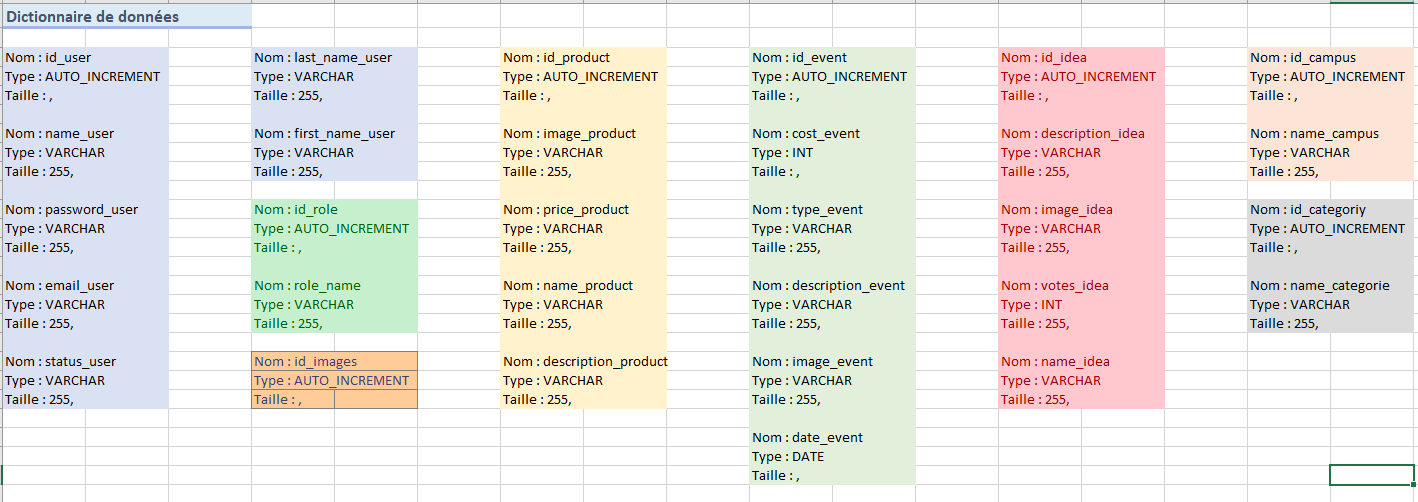 Dictionnaire de données
Nom : id_user
Type : AUTO_INCREMENT
Taille : ,
Nom : name_user
Type : VARCHAR
Taille : 255,
Nom : password_user
Type : VARCHAR
Taille : 255,
Nom : email_user
Type : VARCHAR
Taille : 255,
Nom : status_user
Type : VARCHAR
Taille : 255,
Nom : last_name_user
Type : VARCHAR
Taille : 255,
Nom : first_name_user
Type : VARCHAR
Taille : 255,
Nom : id_role
Type : AUTO_INCREMENT
Taille : ,
Nom : role_name
Type : VARCHAR
Taille : 255,
Nom : id_images
Type : AUTO_INCREMENT
Taille : ,
Nom : id_product
Type : AUTO_INCREMENT
Taille : ,
Nom : image_product
Type : VARCHAR
Taille : 255,
Nom : price_product
Type : VARCHAR
Taille : 255,
Nom : name_product
Type : VARCHAR
Taille : 255,
Nom : description_product
Type : VARCHAR
Taille : 255,
Nom : id_event
Type : AUTO_INCREMENT
Taille : ,
Nom : cost_event
Type : INT
Taille : ,
Nom : type_event
Type : VARCHAR
Taille : 255,
Nom : description_event
Type : VARCHAR
Taille : 255,
Nom : image_event
Type : VARCHAR
Taille : 255,
Nom : date_event
Type : DATE
Taille : ,
Nom : id_idea
Type : AUTO_INCREMENT
Taille : ,
Nom : description_idea
Type : VARCHAR
Taille : 255,
Nom : image_idea
Type : VARCHAR
Taille : 255,
Nom : votes_idea
Type : INT
Taille : 255,
Nom : name_idea
Type : VARCHAR
Taille : 255,
Nom : id_campus
Type : AUTO_INCREMENT
Taille : ,
Nom : name_campus
Type : VARCHAR
Taille : 255,
Nom : id_categoriy
Type : AUTO_INCREMENT
Taille : ,
Nom : name_categorie
Type : VARCHAR
Taille : 255,